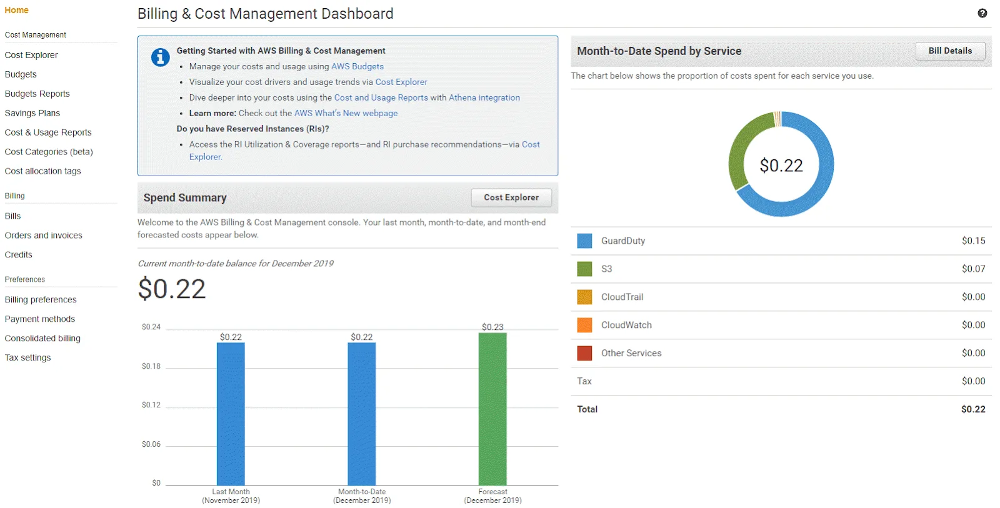 Home
Cost Management
Cost Explorer
Budgets
Budgets Reports
Savings Plans
Cost & Usage Reports
Cost Categories (beta)
Cost allocation tags
Billing
Bills
Orders and invoices
Credits
Preferences
Billing preferences
Payment methods
Consolidated billing
Tax settings
Billing & Cost Management Dashboard
?
Getting Started with AWS Billing & Cost Management
• Manage your costs and usage using AWS Budgets
• Visualize your cost drivers and usage trends via Cost Explorer
• Dive deeper into your costs using the Cost and Usage Reports with Athena integration
• Learn more: Check out the AWS What's New webpage
Do you have Reserved Instances (RIs)?
• Access the RI Utilization & Coverage reports—and RI purchase recommendations—via Cost
Explorer.
Spend Summary
Cost Explorer
Welcome to the AWS Billing & Cost Management console. Your last month, month-to-date, and month-end
forecasted costs appear below.
Current month-to-date balance for December 2019
$0.22
$0.24
$0.18
$0.12
$0.06
$0
$0.22
$0.22
$0.23
Last Month
(November 2019)
Month-to-Date
(December 2019)
Forecast
(December 2019)
Month-to-Date Spend by Service
Bill Details
The chart below shows the proportion of costs spent for each service you use.
$0.22
GuardDuty $0.15
S3 $0.07
CloudTrail $0.00
CloudWatch $0.00
Other Services $0.00
Tax $0.00
Total $0.22